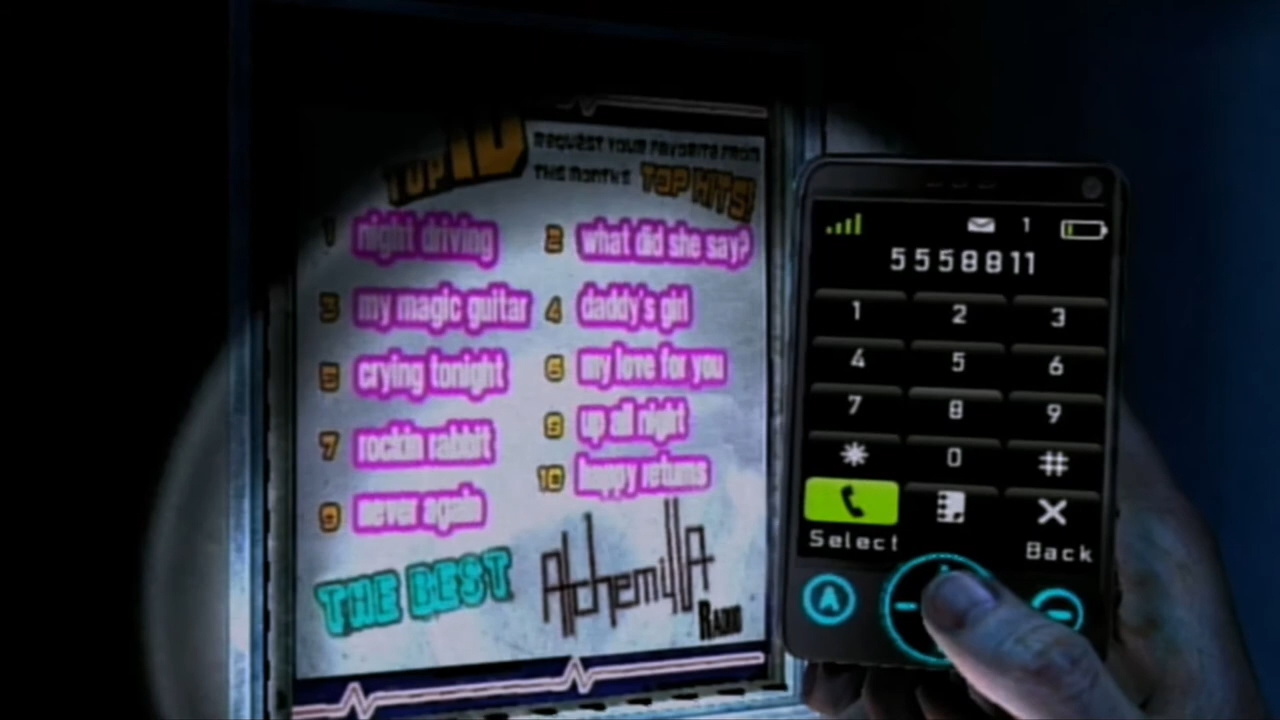 TOP 10
REQUEST YOUR FAVORITE FROM
THIS MONTH'S TOP HITS!
1 night driving
2 what did she say?
3 my magic guitar
4 daddy's girl
5 crying tonight
6 my love for you
7 rockin rabbit
8 up all night
9 never again
10 happy returns
THE BEST
Alchemilla
RADIO
1
5558811
1 2 3
4 5 6
7 8 9
* 0 #
Select Back
A